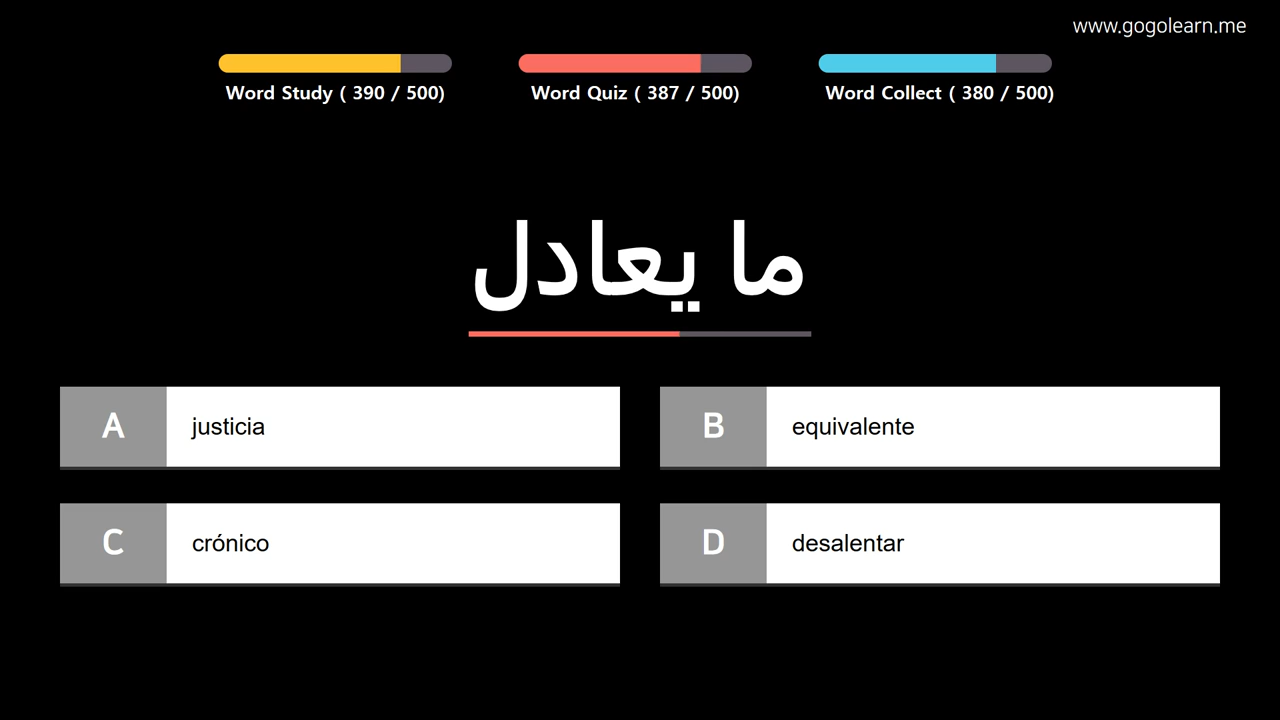 www.gogolearn.me
Word Study ( 390 / 500)
Word Quiz ( 387 / 500)
Word Collect ( 380 / 500)
ما يعادل
A
justicia
B
equivalente
C
crónico
D
desalentar